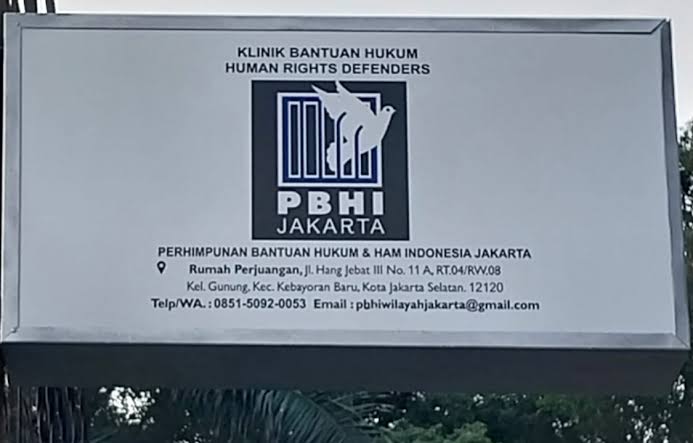 KLINIK BANTUAN HUKUM
HUMAN RIGHTS DEFENDERS
PBHI
JAKARTA
PERHIMPUNAN BANTUAN HUKUM & HAM INDONESIA JAKARTA
Rumah Perjuangan, Jl. Hang Jebat III No. 11 A, RT.04/RW.08
Kel. Gunung, Kec. Kebayoran Baru, Kota Jakarta Selatan. 12120
Telp/WA. : 0851-5092-0053 Email : pbhiwilayahjakarta@gmail.com